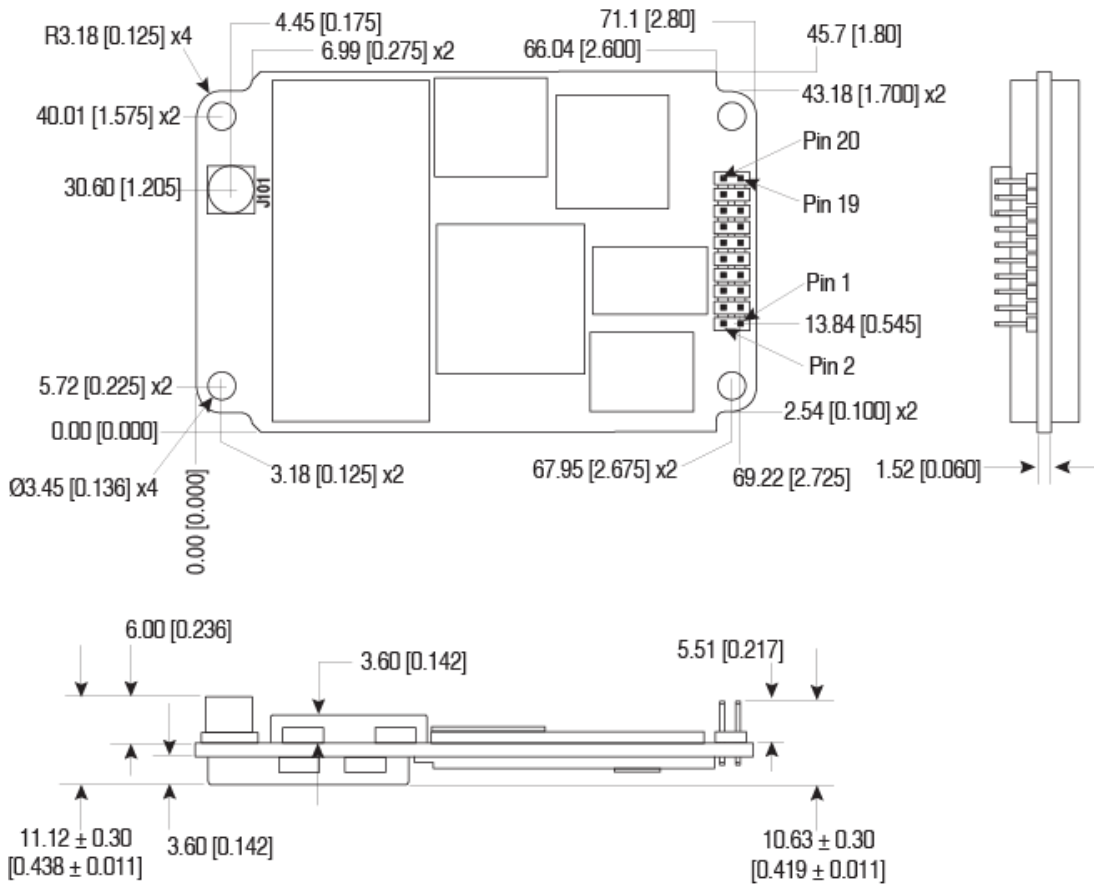 4.45 [0.175]
71.1 [2.80]
R3.18 [0.125] x4
6.99 [0.275] x2
66.04 [2.600]
45.7 [1.80]
40.01 [1.575] x2
43.18 [1.700] x2
Pin 20
30.60 [1.205]
J101
Pin 19
Pin 1
13.84 [0.545]
Pin 2
5.72 [0.225] x2
2.54 [0.100] x2
0.00 [0.000]
3.18 [0.125] x2
67.95 [2.675] x2
69.22 [2.725]
1.52 [0.060]
Ø3.45 [0.136] x4
0.00 [0.000]
6.00 [0.236]
3.60 [0.142]
5.51 [0.217]
11.12 ± 0.30
[0.438 ± 0.011]
3.60 [0.142]
10.63 ± 0.30
[0.419 ± 0.011]